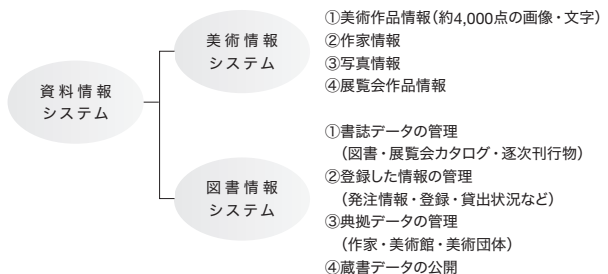 資料情報
システム
美術情報
システム
①美術作品情報（約4,000点の画像・文字）
②作家情報
③写真情報
④展覧会作品情報
図書情報
システム
①書誌データの管理
（図書・展覧会カタログ・逐次刊行物）
②登録した情報の管理
（発注情報・登録・貸出状況など）
③典拠データの管理
（作家・美術館・美術団体）
④蔵書データの公開